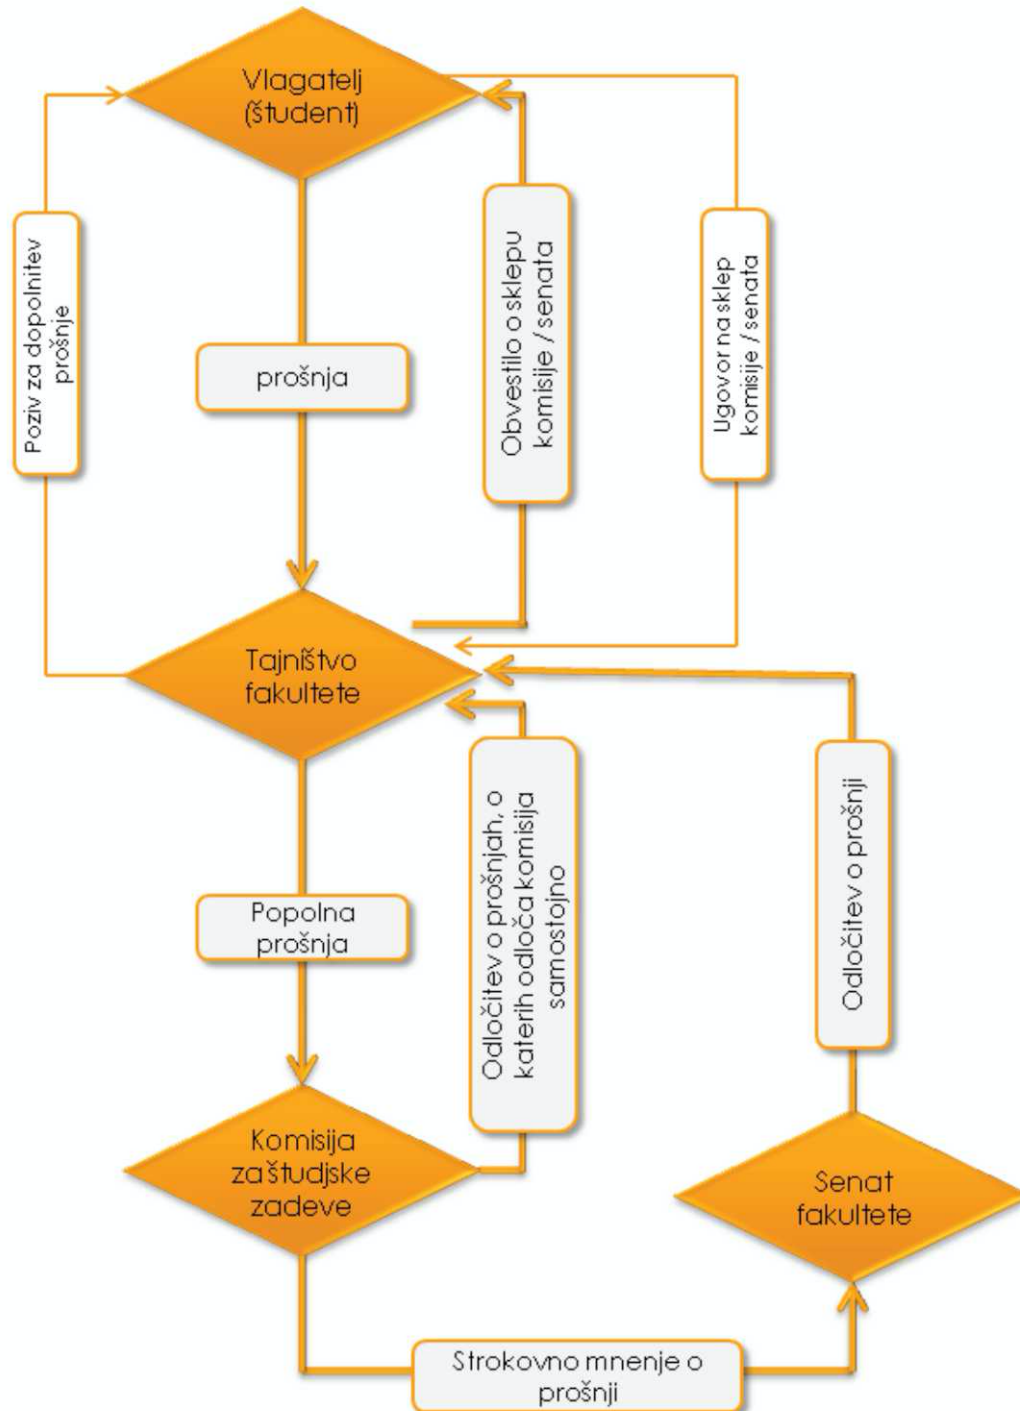 Vlagatelj
(študent)
Poziv za dopolnitev
prošnje
prošnja
Obvestilo o sklepu
komisije / senata
Ugovor na sklep
komisije / senata
Tajništvo
fakultete
Popolna
prošnja
Odločitev o prošnjah, o
katerih odloča komisija
samostojno
Odločitev o prošnji
Komisija
za študjske
zadeve
Senat
fakultete
Strokovno mnenje o
prošnji